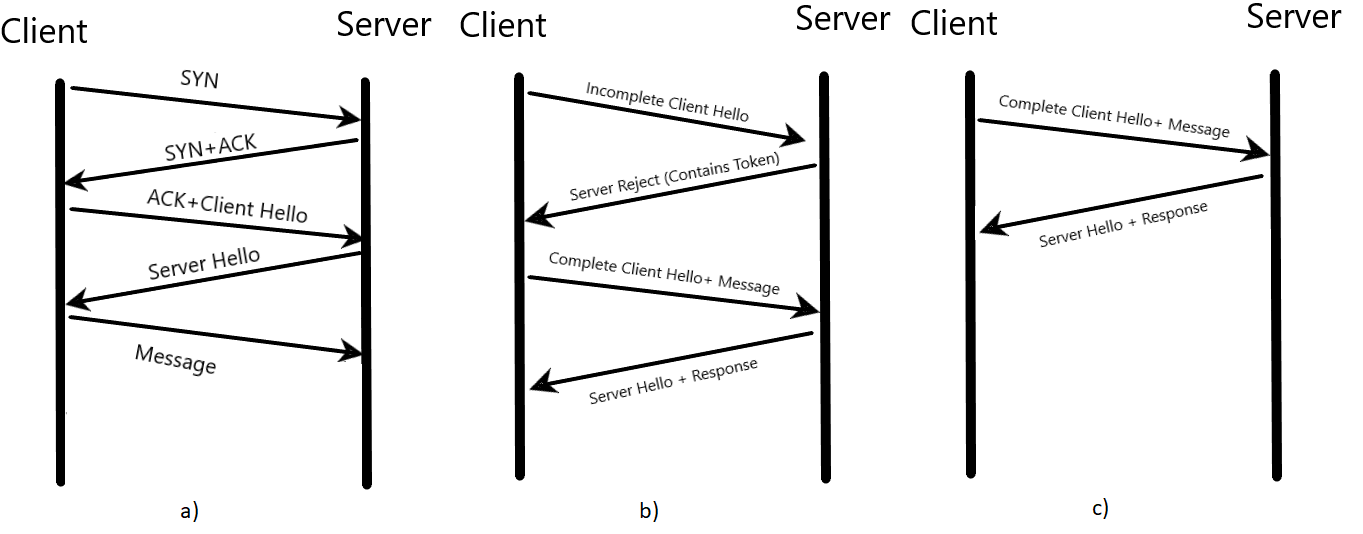 Client
Server
SYN
SYN+ACK
ACK+Client Hello
Server Hello
Message
a)
Client
Server
Incomplete Client Hello
Server Reject (Contains Token)
Complete Client Hello+ Message
Server Hello + Response
b)
Client
Server
Complete Client Hello+ Message
Server Hello + Response
c)